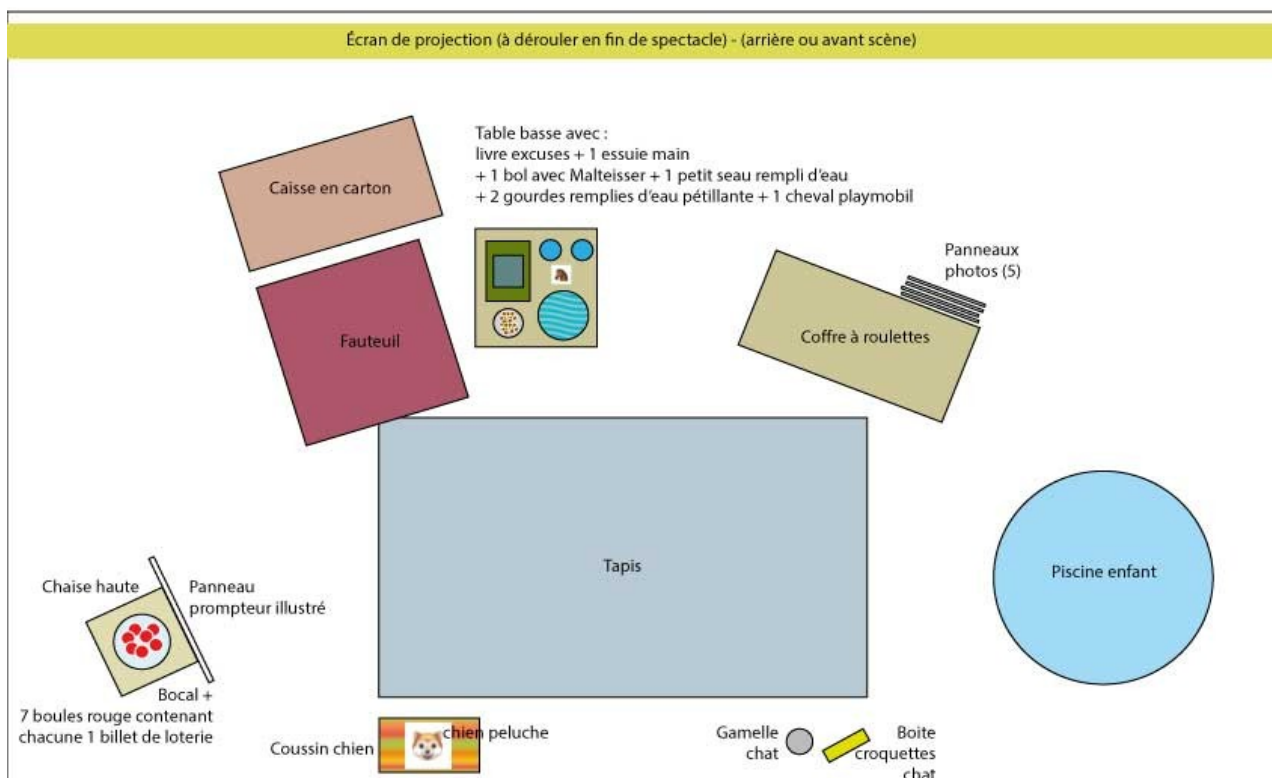 Écran de projection (à dérouler en fin de spectacle) - (arrière ou avant scène)
Table basse avec :
livre excuses + 1 essuie main
+ 1 bol avec Malteisser + 1 petit seau rempli d'eau
+ 2 gourdes remplies d'eau pétillante + 1 cheval playmobil
Caisse en carton
Panneaux
photos (5)
Fauteuil
Coffre à roulettes
Tapis
Piscine enfant
Chaise haute
Panneau
prompteur illustré
Bocal +
7 boules rouge contenant
chacune 1 billet de loterie
Coussin chien
chien peluche
Gamelle
chat
Boite
croquettes
chat